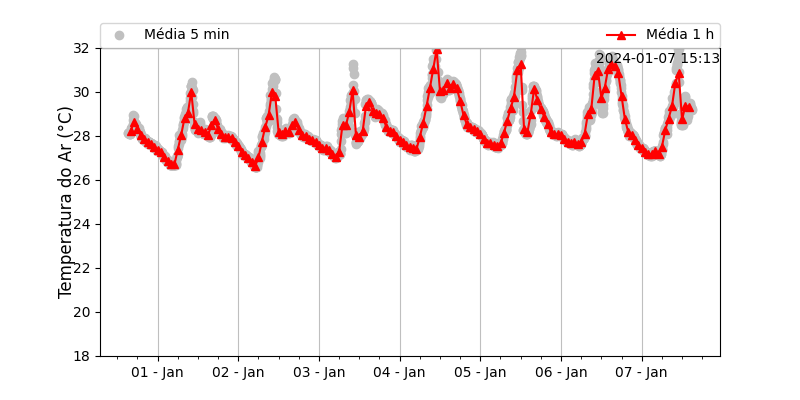 Média 5 min
Média 1 h
2024-01-07 15:13
Temperatura do Ar (°C)
32
30
28
26
24
22
20
18
01 - Jan
02 - Jan
03 - Jan
04 - Jan
05 - Jan
06 - Jan
07 - Jan